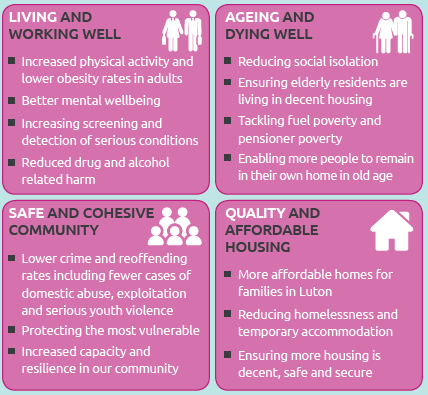 LIVING AND
WORKING WELL
Increased physical activity and
lower obesity rates in adults
Better mental wellbeing
Increasing screening and
detection of serious conditions
Reduced drug and alcohol
related harm
AGEING AND
DYING WELL
Reducing social isolation
Ensuring elderly residents are
living in decent housing
Tackling fuel poverty and
pensioner poverty
Enabling more people to remain
in their own home in old age
SAFE AND COHESIVE
COMMUNITY
Lower crime and reoffending
rates including fewer cases of
domestic abuse, exploitation
and serious youth violence
Protecting the most vulnerable
Increased capacity and
resilience in our community
QUALITY AND
AFFORDABLE
HOUSING
More affordable homes for
families in Luton
Reducing homelessness and
temporary accommodation
Ensuring more housing is
decent, safe and secure